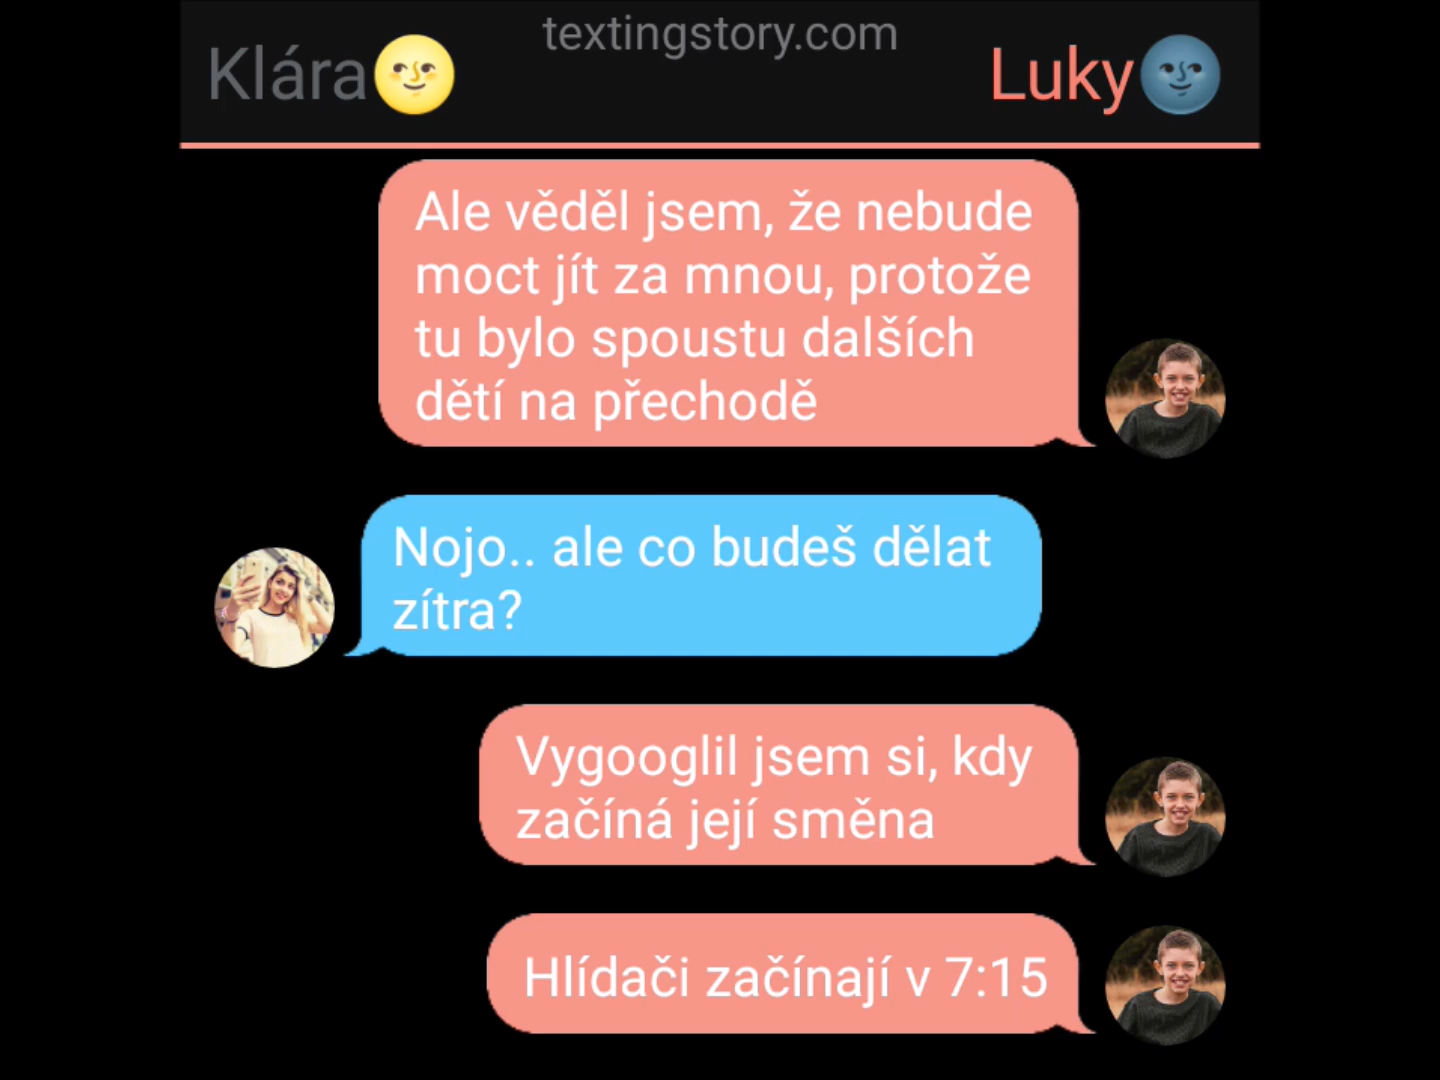 textingstory.com
Klára🌝
Luky🌚
Ale věděl jsem, že nebude
moct jít za mnou, protože
tu bylo spoustu dalších
dětí na přechodě
Nojo.. ale co budeš dělat
zítra?
Vygooglil jsem si, kdy
začíná její směna
Hlídači začínají v 7:15